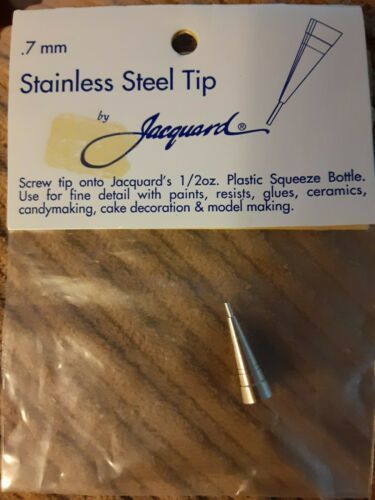 .7 mm
Stainless Steel Tip
by Jacquard®
Screw tip onto Jacquard's 1/2oz. Plastic Squeeze Bottle.
Use for fine detail with paints, resists, glues, ceramics,
candymaking, cake decoration & model making.